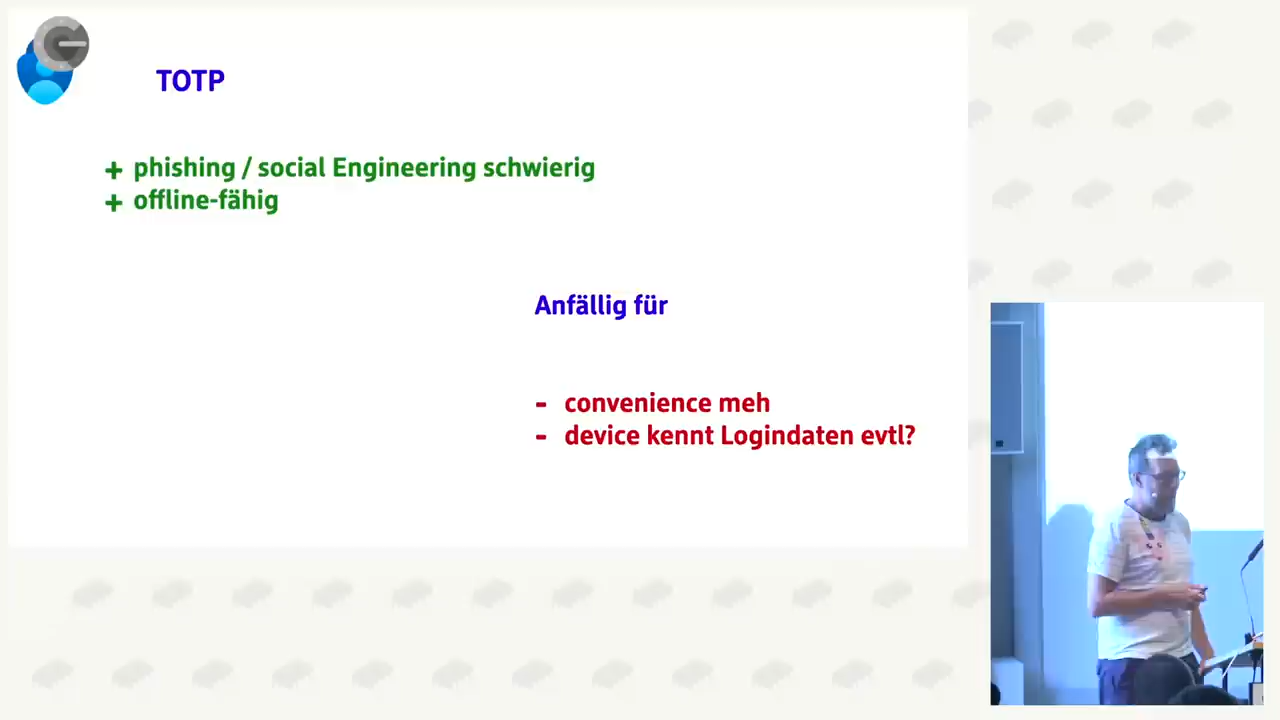 TOTP
+ phishing / social Engineering schwierig
+ offline-fähig
Anfällig für
- convenience meh
- device kennt Logindaten evtl?